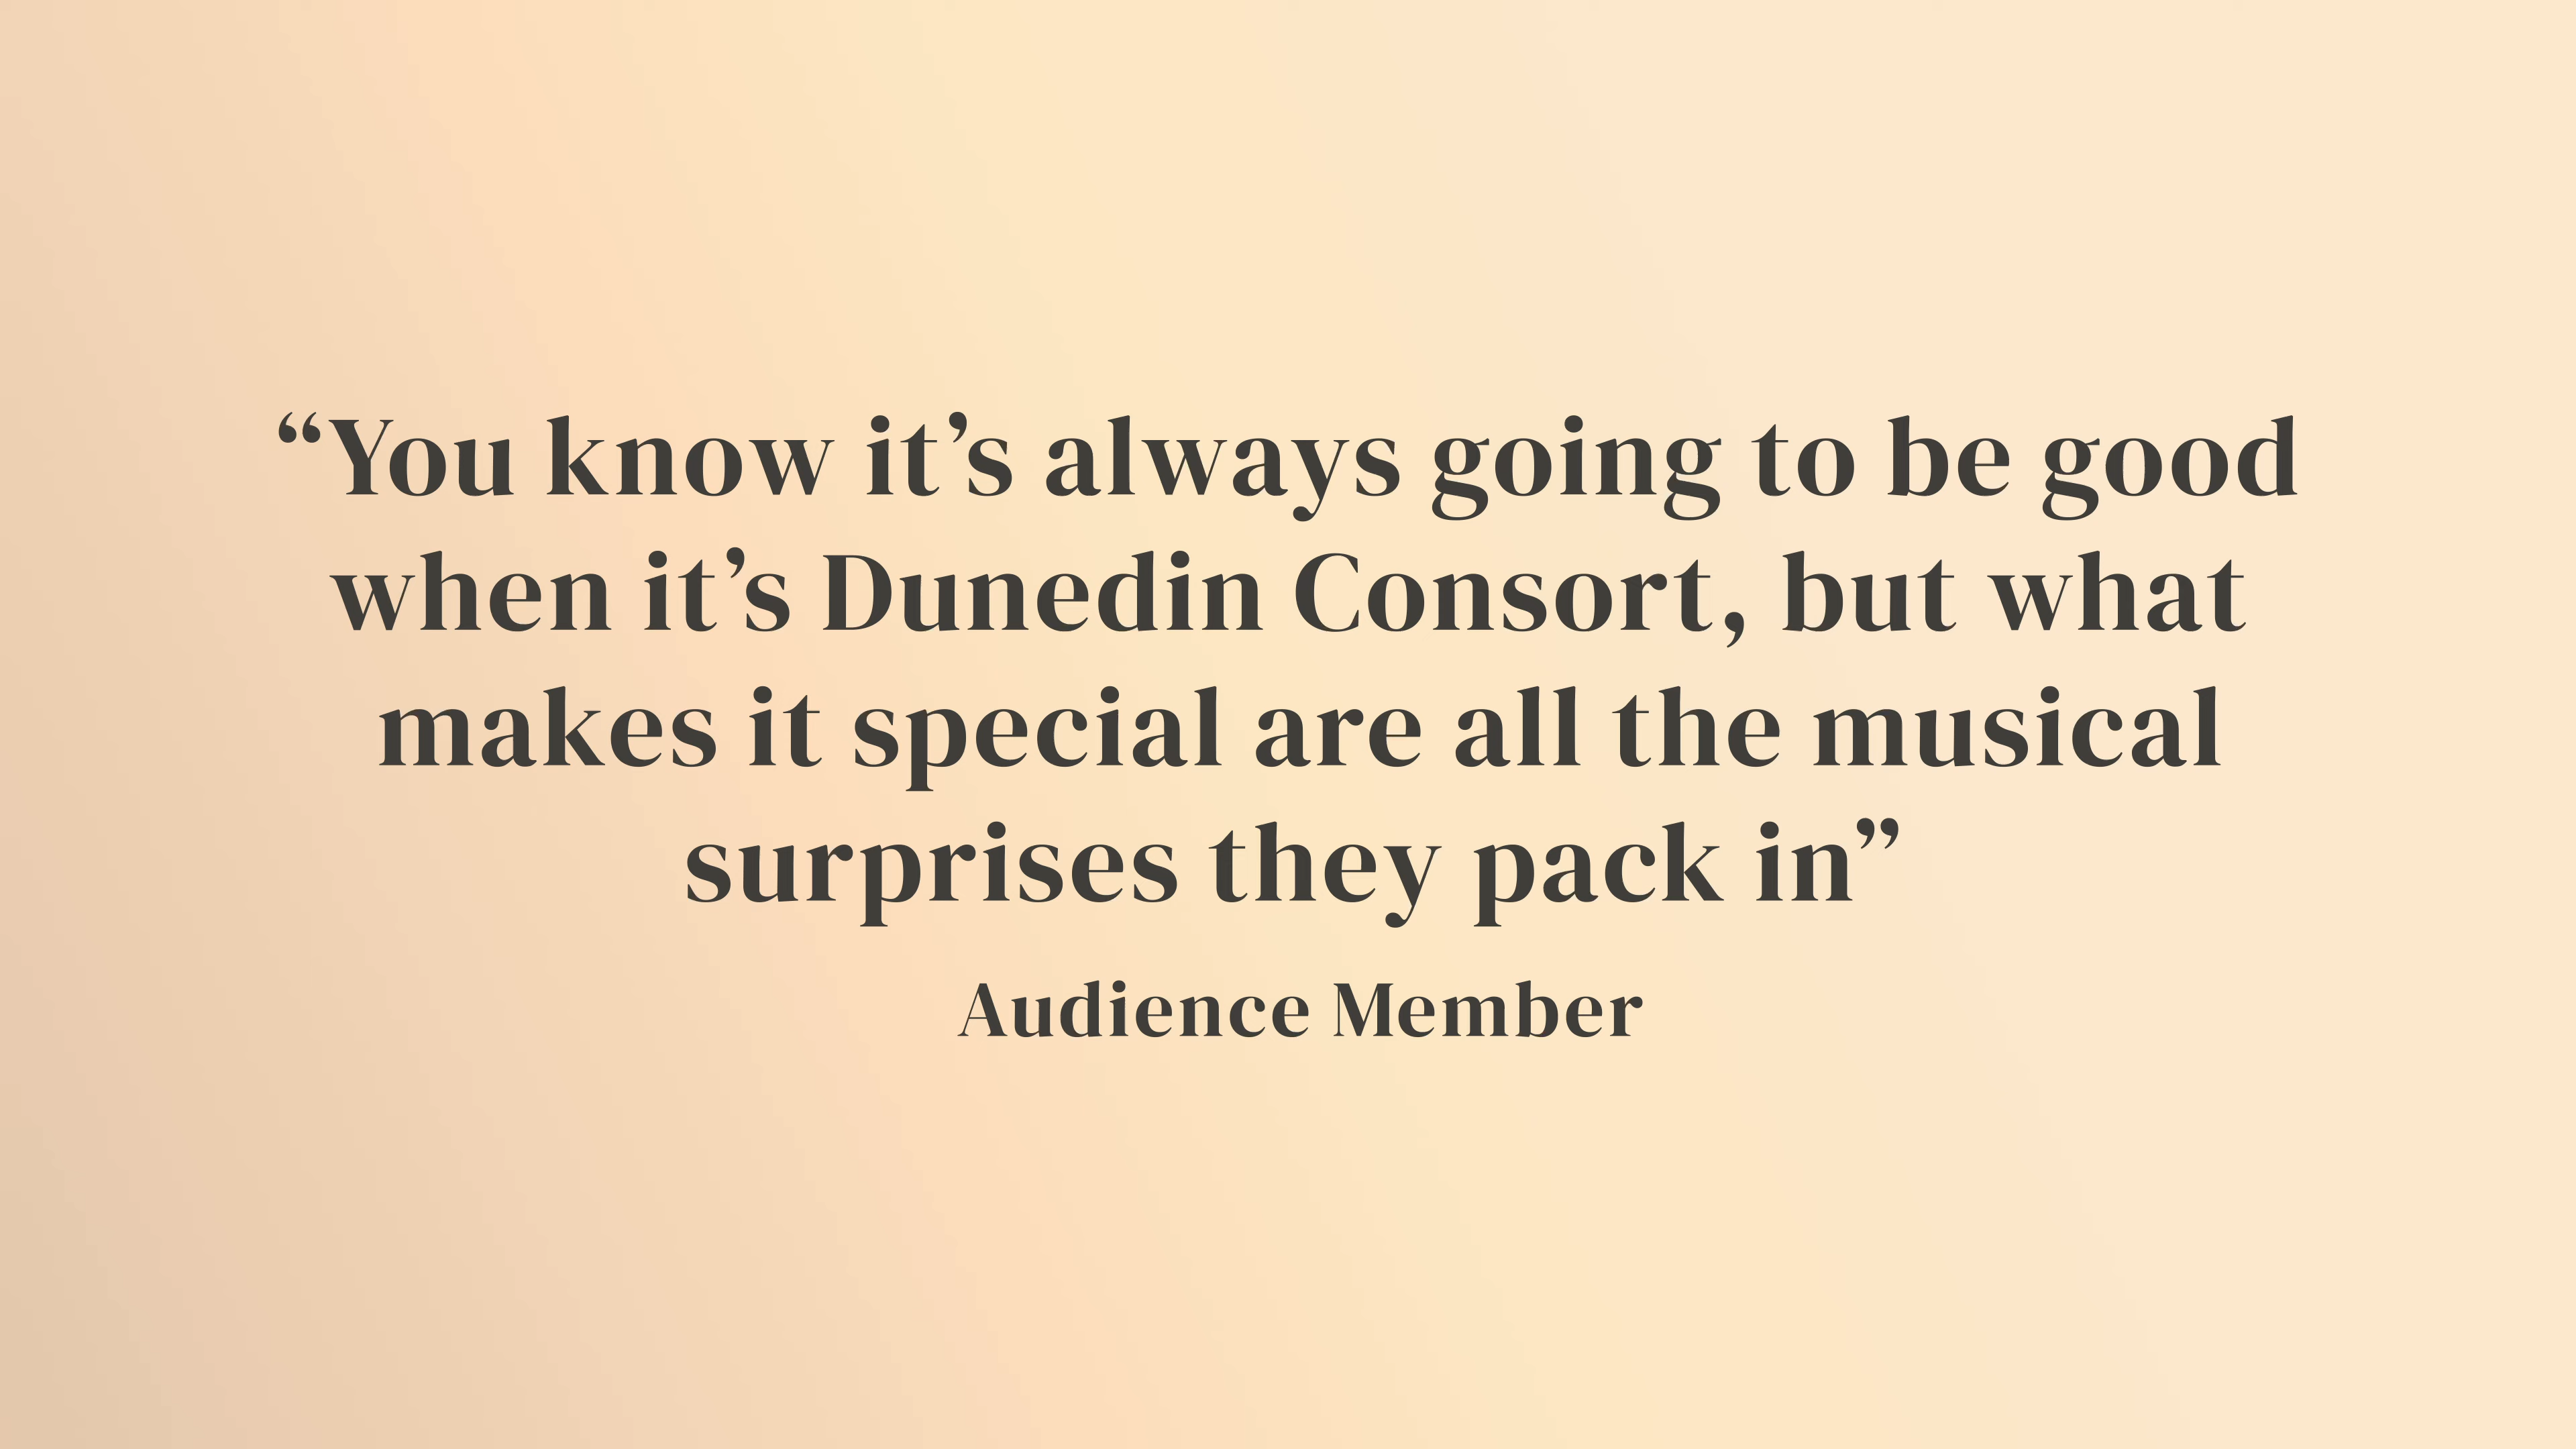 “You know it’s always going to be good
when it’s Dunedin Consort, but what
makes it special are all the musical
surprises they pack in”
Audience Member